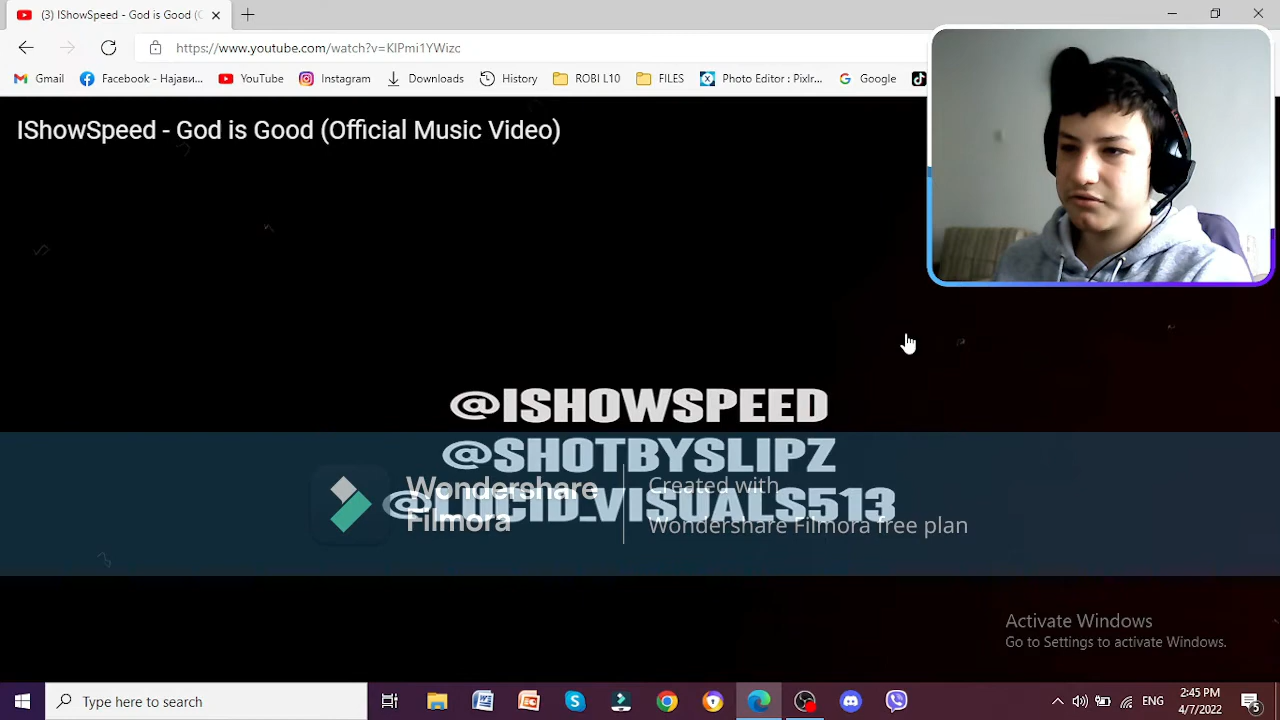 (3) IShowSpeed - God is Good (O
https://www.youtube.com/watch?v=KIPmi1YWizc
Gmail
Facebook - Најави...
YouTube
Instagram
Downloads
History
ROBI L10
FILES
Photo Editor : Pixlr...
Google
IShowSpeed - God is Good (Official Music Video)
@ISHOWSPEED
@SHOTBYSLIPZ
@LUCID_VISUALS513
Wondershare
Filmora
Created with
Wondershare Filmora free plan
Activate Windows
Go to Settings to activate Windows.
Type here to search
ENG
2:45 PM
4/7/2022
5